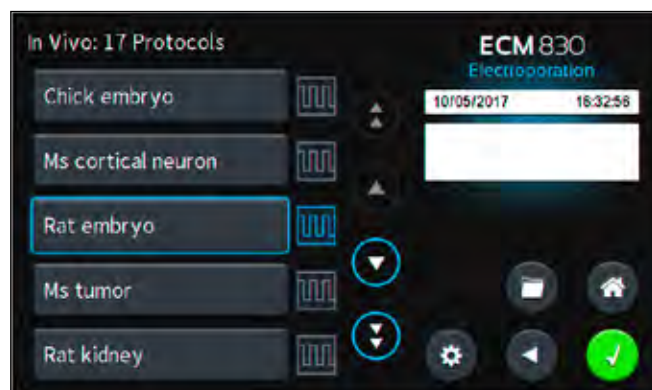 In Vivo: 17 Protocols
Chick embryo
Ms cortical neuron
Rat embryo
Ms tumor
Rat kidney
ECM 830
Electroporation
10/05/2017 16:32:56